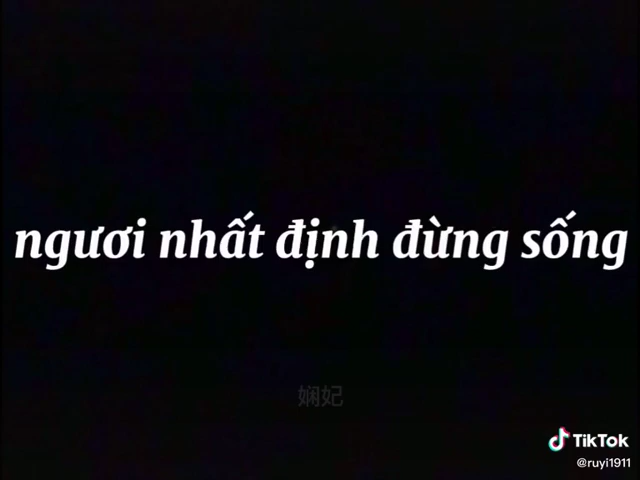 ngươi nhất định đừng sống
娴妃
TikTok
@ruyi1911